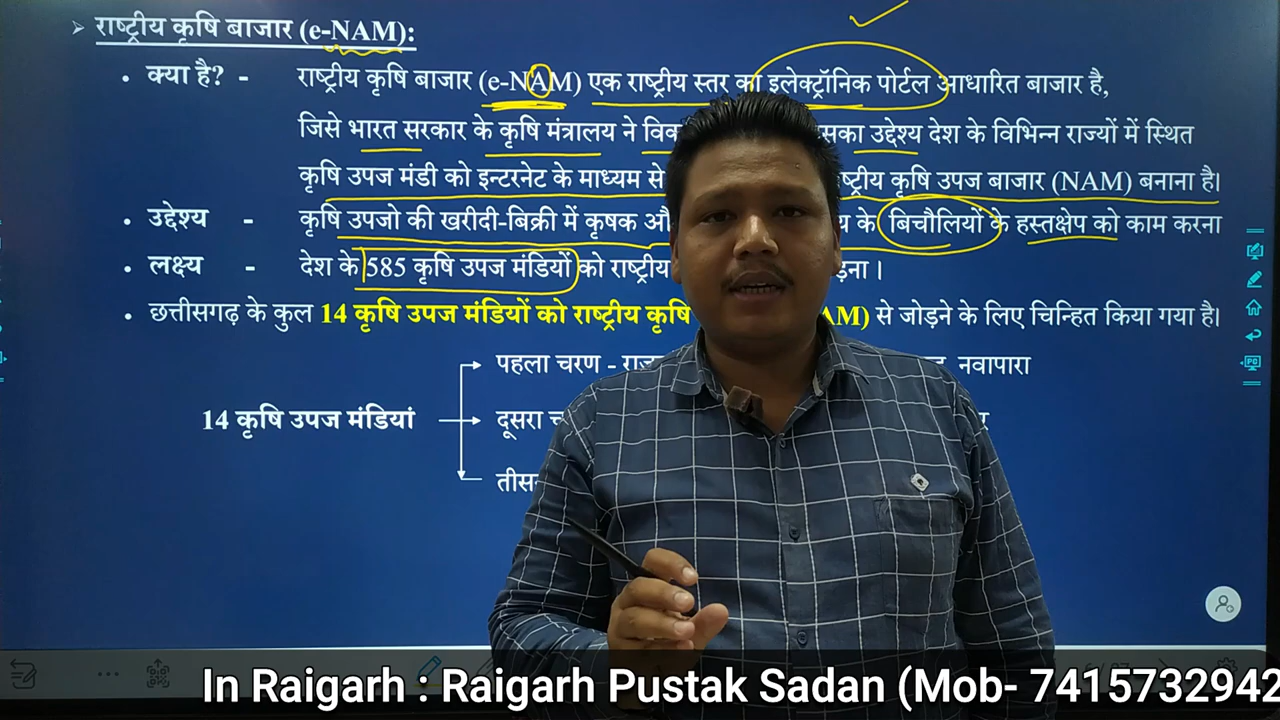 ➢ राष्ट्रीय कृषि बाजार (e-NAM):
• क्या है? - राष्ट्रीय कृषि बाजार (e-NAM) एक राष्ट्रीय स्तर का इलेक्ट्रॉनिक पोर्टल आधारित बाजार है,
जिसे भारत सरकार के कृषि मंत्रालय ने उद्देश्य देश के विभिन्न राज्यों में स्थित
कृषि उपज मंडी को इन्टरनेट के माध्यम से कृषि उपज बाजार (NAM) बनाना है।
• उद्देश्य - कृषि उपजो की खरीदी-बिक्री में कृषक के बिचौलियों के हस्तक्षेप को काम करना
• लक्ष्य - देश के 585 कृषि उपज मंडियों को राष्ट्रीय
• छत्तीसगढ़ के कुल 14 कृषि उपज मंडियों को राष्ट्रीय कृषि से जोड़ने के लिए चिन्हित किया गया है।
पहला चरण - नवापारा
14 कृषि उपज मंडियां
दूसरा
In Raigarh : Raigarh Pustak Sadan (Mob- 7415732942